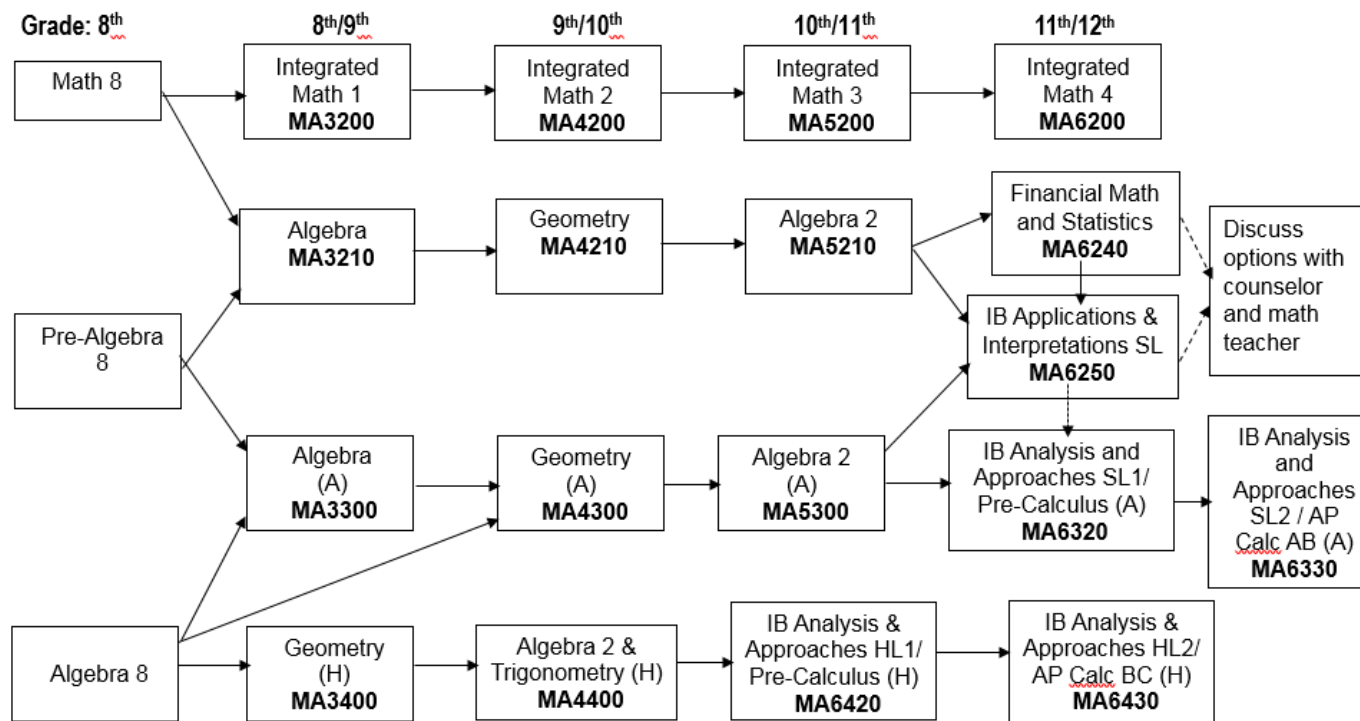 Grade: 8th
8th/9th
9th/10th
10th/11th
11th/12th
Math 8
Integrated
Math 1
MA3200
Integrated
Math 2
MA4200
Integrated
Math 3
MA5200
Integrated
Math 4
MA6200
Algebra
MA3210
Geometry
MA4210
Algebra 2
MA5210
Financial Math
and Statistics
MA6240
Discuss
options with
counselor
and math
teacher
Pre-Algebra
8
IB Applications &
Interpretations SL
MA6250
Algebra
(A)
MA3300
Geometry
(A)
MA4300
Algebra 2
(A)
MA5300
IB Analysis and
Approaches SL1/
Pre-Calculus (A)
MA6320
IB Analysis
and
Approaches
SL2 / AP
Calc AB (A)
MA6330
Algebra 8
Geometry
(H)
MA3400
Algebra 2 &
Trigonometry (H)
MA4400
IB Analysis &
Approaches HL1/
Pre-Calculus (H)
MA6420
IB Analysis &
Approaches HL2/
AP Calc BC (H)
MA6430